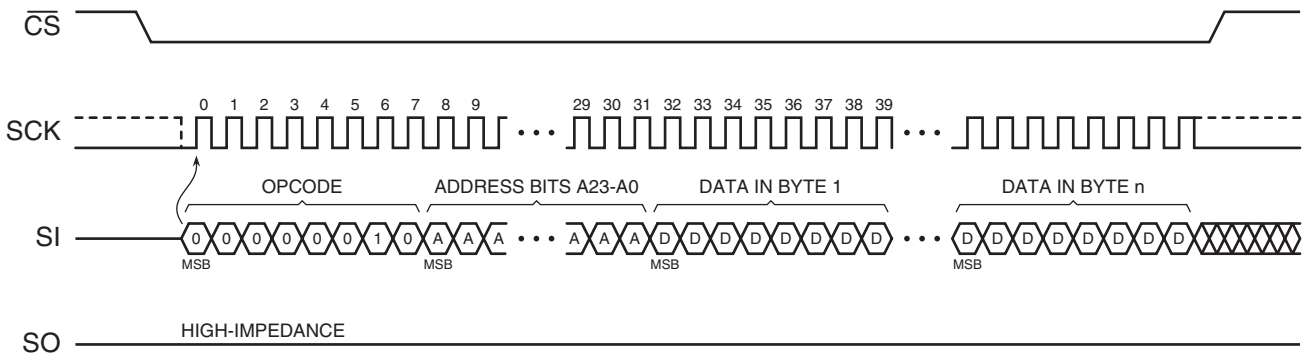 CS
0 1 2 3 4 5 6 7 8 9 29 30 31 32 33 34 35 36 37 38 39
SCK
OPCODE ADDRESS BITS A23-A0 DATA IN BYTE 1 DATA IN BYTE n
SI 0 0 0 0 0 0 1 0 A A A A A A D D D D D D D D D D D D D D D D
MSB MSB MSB MSB
HIGH-IMPEDANCE
SO